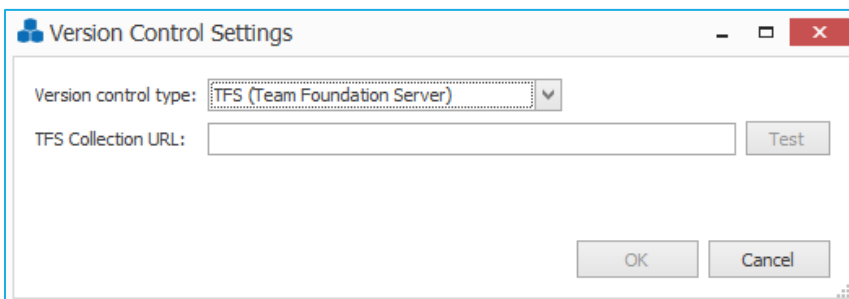 Version Control Settings
Version control type: TFS (Team Foundation Server)
TFS Collection URL: Test
OK Cancel